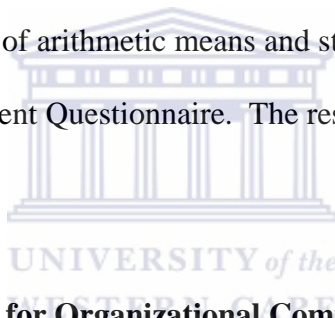 of arithmetic means and st
ent Questionnaire. The res
UNIVERSITY of the
for Organizational Com